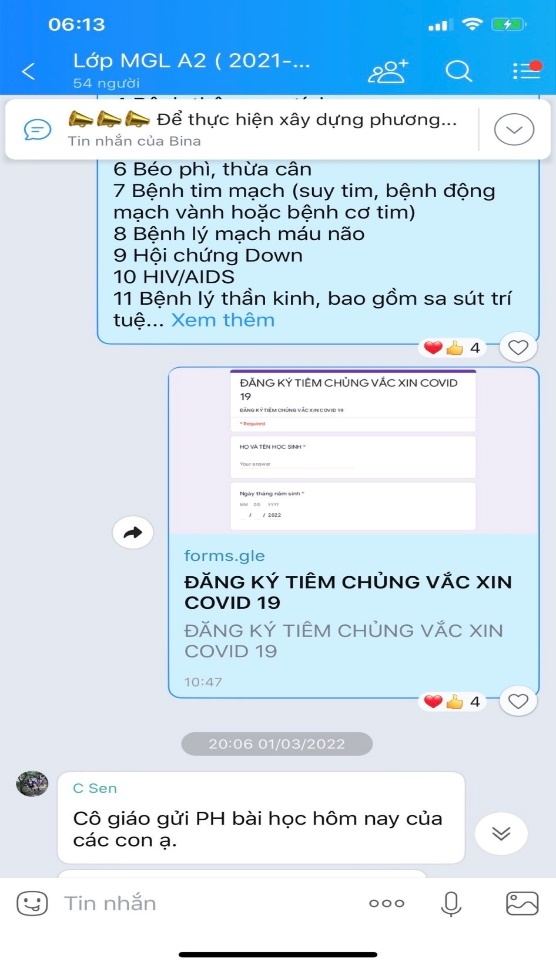 06:13
Lớp MGL A2 ( 2021-...
54 người
Để thực hiện xây dựng phương...
Tin nhắn của Bina
6 Béo phì, thừa cân
7 Bệnh tim mạch (suy tim, bệnh động
mạch vành hoặc bệnh cơ tim)
8 Bệnh lý mạch máu não
9 Hội chứng Down
10 HIV/AIDS
11 Bệnh lý thần kinh, bao gồm sa sút trí
tuệ... Xem thêm
4
ĐĂNG KÝ TIÊM CHỦNG VẮC XIN COVID
19
ĐĂNG KÝ TIÊM CHỦNG VẮC XIN COVID 19
* Required
HỌ VÀ TÊN HỌC SINH *
Your answer
Ngày tháng năm sinh *
MM DD YYYY
/ / 2022
forms.gle
ĐĂNG KÝ TIÊM CHỦNG VẮC XIN
COVID 19
ĐĂNG KÝ TIÊM CHỦNG VẮC XIN
COVID 19
10:47
4
20:06 01/03/2022
C Sen
Cô giáo gửi PH bài học hôm nay của
các con ạ.
Tin nhắn